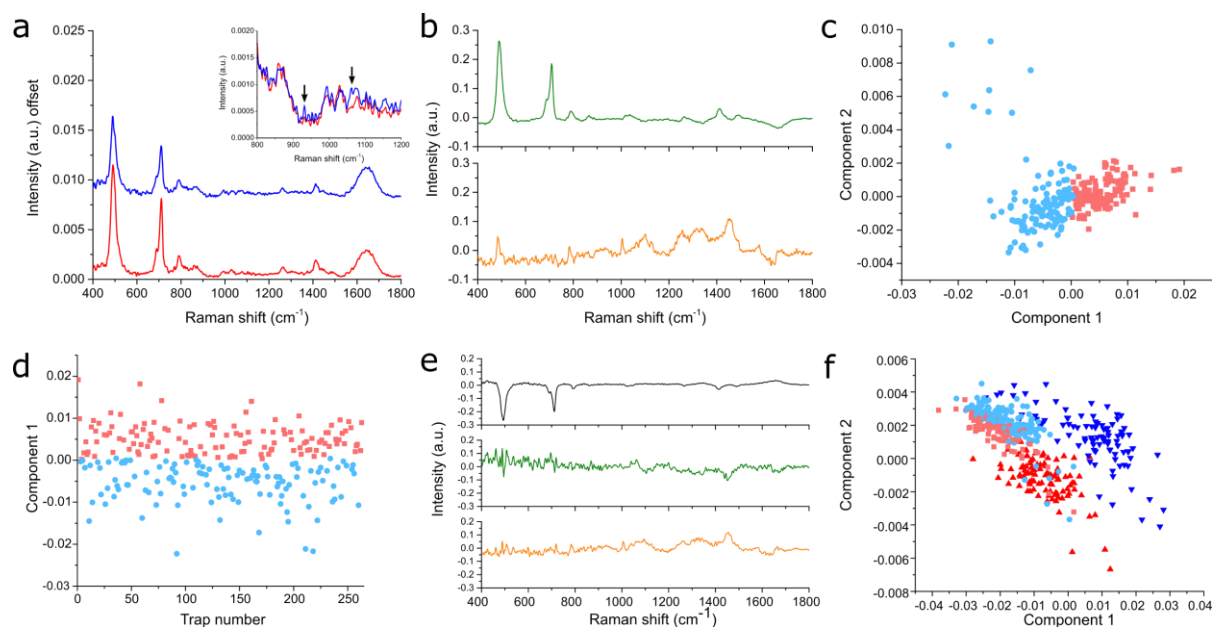 a
Intensity (a.u.) offset
0.025
0.020
0.015
0.010
0.005
0.000
400 600 800 1000 1200 1400 1600 1800
Raman shift (cm⁻¹)
Intensity (a.u.)
0.0020
0.0015
0.0010
0.0005
0.0000
800 900 1000 1100 1200
Raman shift (cm⁻¹)
b
Intensity (a.u.)
0.3
0.2
0.1
0.0
-0.1
0.3
0.2
0.1
0.0
-0.1
400 600 800 1000 1200 1400 1600 1800
Raman shift (cm⁻¹)
c
Component 2
0.010
0.008
0.006
0.004
0.002
0.000
-0.002
-0.004
-0.03 -0.02 -0.01 0.00 0.01 0.02
Component 1
d
Component 1
0.02
0.01
0.00
-0.01
-0.02
-0.03
0 50 100 150 200 250
Trap number
e
Intensity (a.u.)
0.2
0.1
0.0
-0.1
-0.2
-0.3
0.2
0.1
0.0
-0.1
-0.2
-0.3
0.2
0.1
0.0
-0.1
-0.2
-0.3
400 600 800 1000 1200 1400 1600 1800
Raman shift (cm⁻¹)
f
Component 2
0.006
0.004
0.002
0.000
-0.002
-0.004
-0.006
-0.008
-0.04 -0.03 -0.02 -0.01 0.00 0.01 0.02 0.03 0.04
Component 1